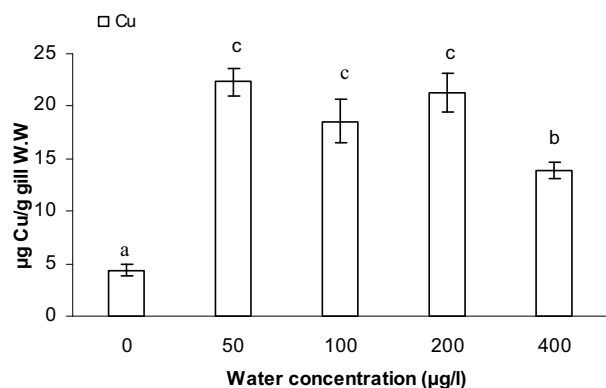 Cu
c
c
c
b
a
25
20
15
10
5
0
µg Cu/g gill W.W
0 50 100 200 400
Water concentration (µg/l)